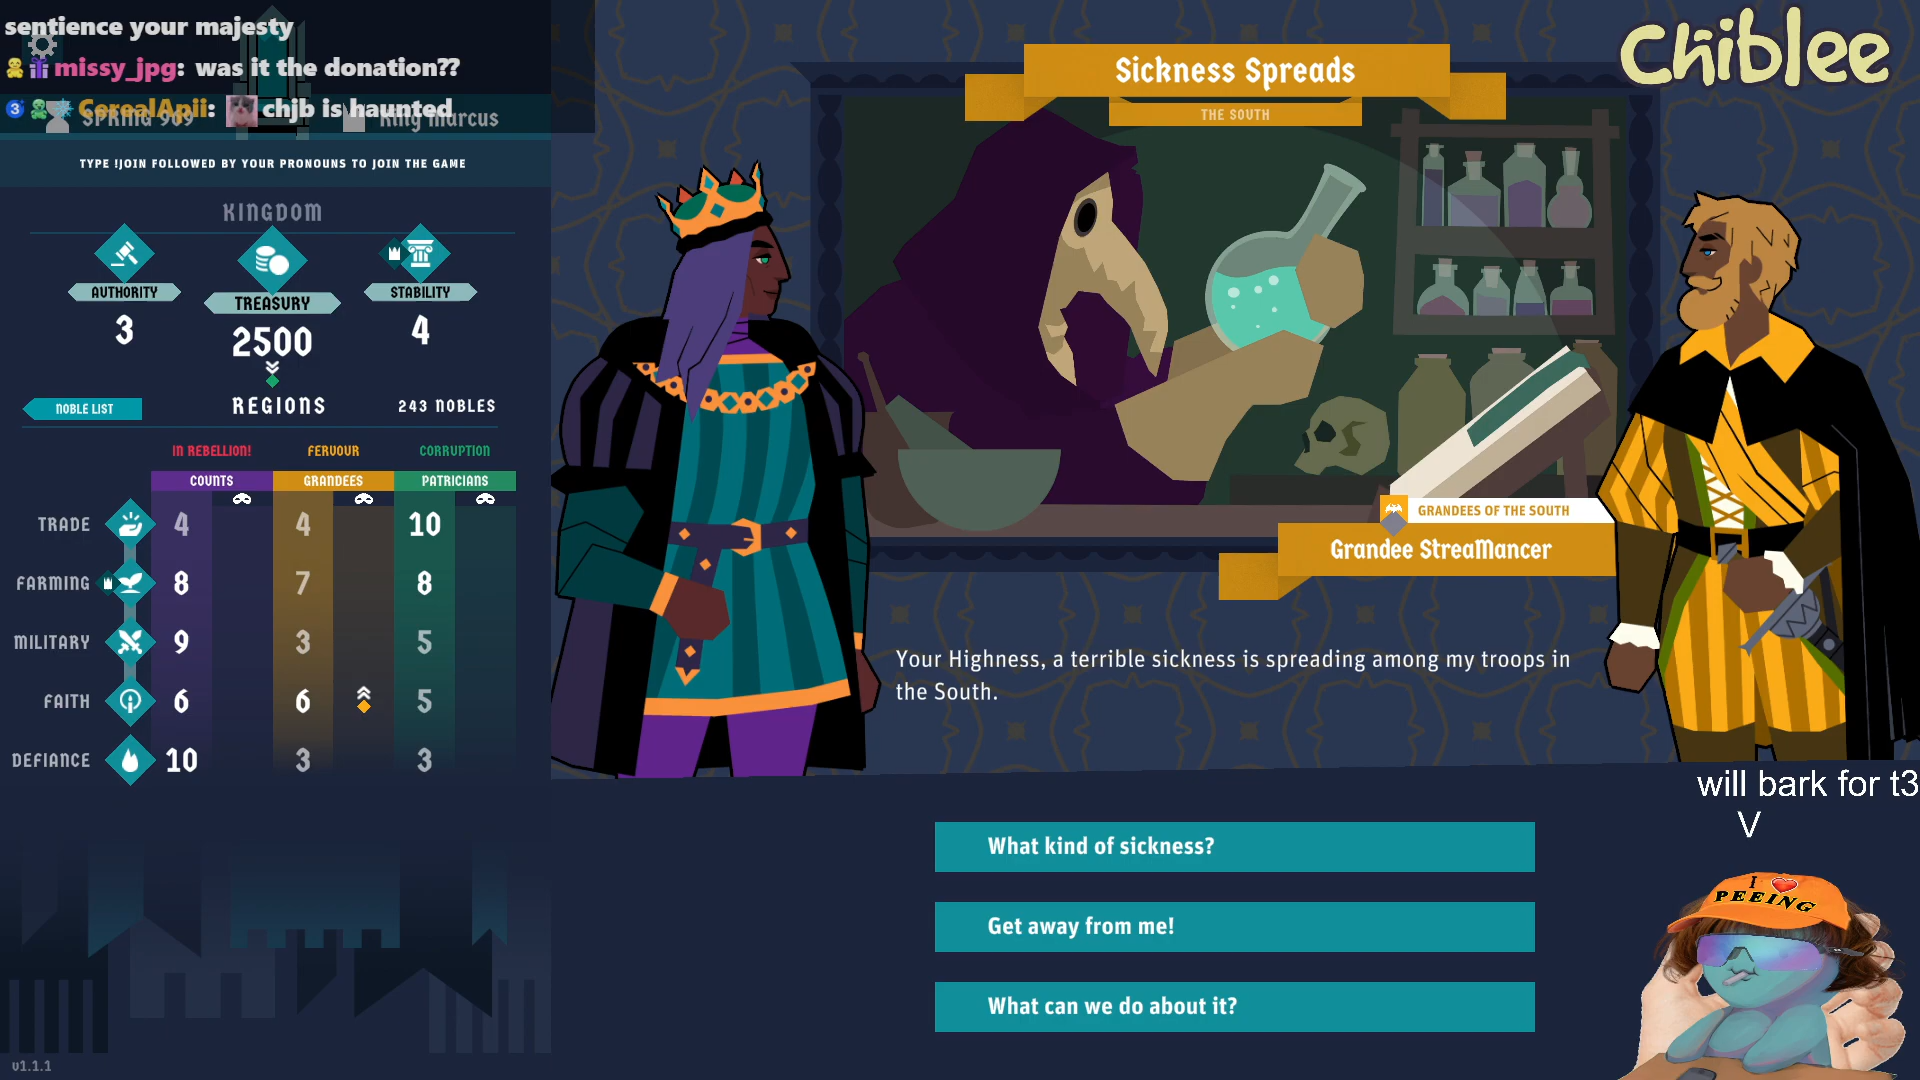 sentience your majesty
missy_jpg: was it the donation??
CerealApii: chib is haunted
SPRING 969
King Marcus
TYPE !JOIN FOLLOWED BY YOUR PRONOUNS TO JOIN THE GAME
KINGDOM
AUTHORITY
3
TREASURY
2500
STABILITY
4
NOBLE LIST
REGIONS
243 NOBLES
IN REBELLION!
FERVOUR
CORRUPTION
COUNTS
GRANDEES
PATRICIANS
TRADE 4 4 10
FARMING 8 7 8
MILITARY 9 3 5
FAITH 6 6 5
DEFIANCE 10 3 3
v1.1.1
Sickness Spreads
THE SOUTH
Chiblee
GRANDEES OF THE SOUTH
Grandee StreaMancer
Your Highness, a terrible sickness is spreading among my troops in
the South.
What kind of sickness?
Get away from me!
What can we do about it?
will bark for t3
V
I
PEEING